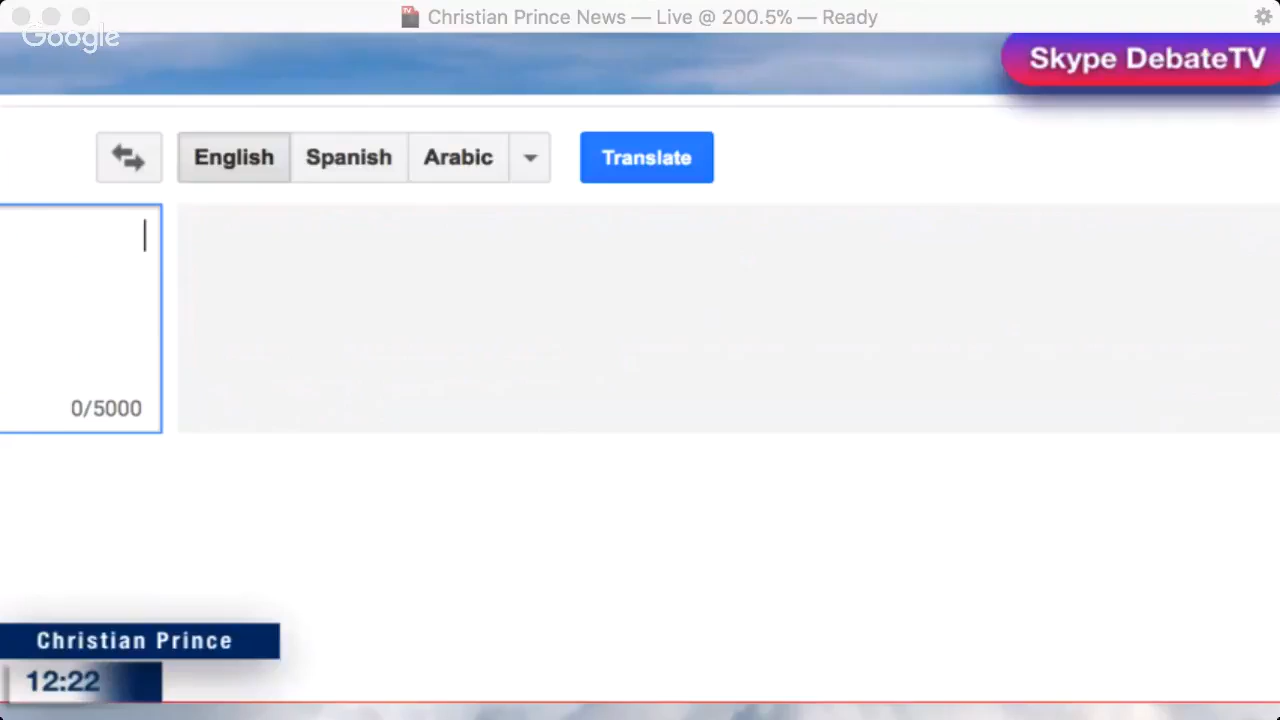 Christian Prince News — Live @ 200.5% — Ready
Google
Skype DebateTV
English Spanish Arabic Translate
0/5000
Christian Prince
12:22